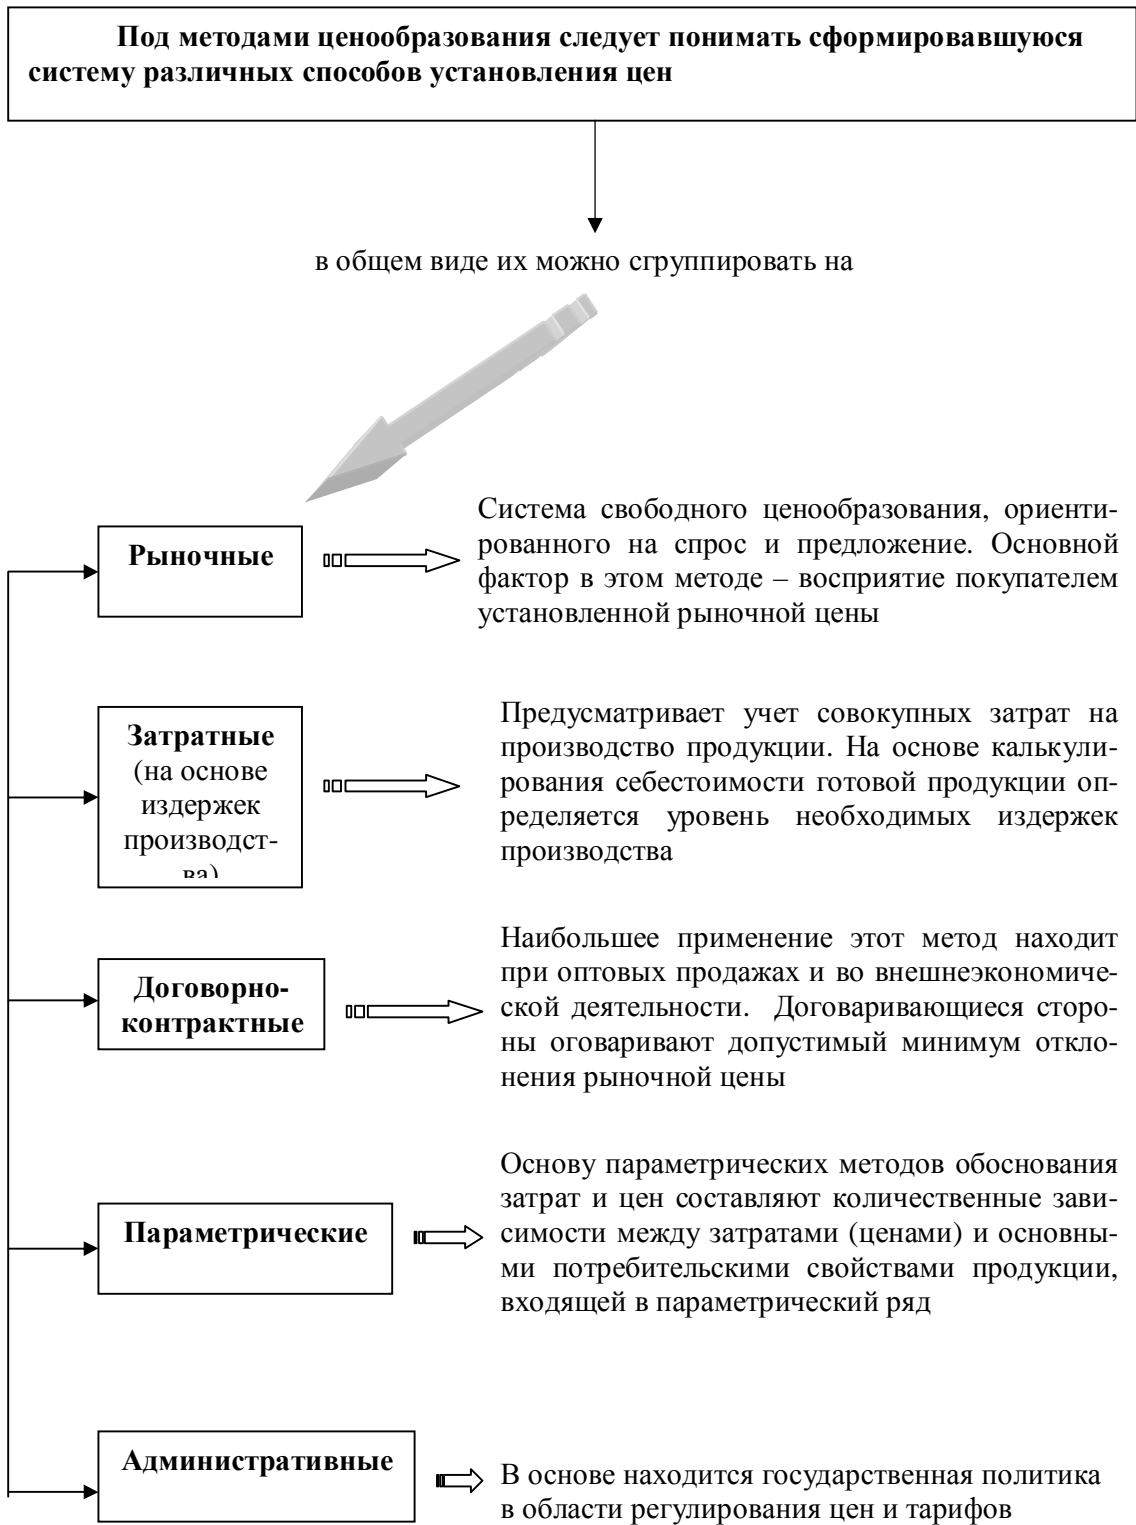 Под методами ценообразования следует понимать сформировавшуюся
систему различных способов установления цен
в общем виде их можно сгруппировать на
Рыночные
Система свободного ценообразования, ориенти-
рованного на спрос и предложение. Основной
фактор в этом методе – восприятие покупателем
установленной рыночной цены
Затратные
(на основе
издержек
производст-
ва)
Предусматривает учет совокупных затрат на
производство продукции. На основе калькули-
рования себестоимости готовой продукции оп-
ределяется уровень необходимых издержек
производства
Договорно-
контрактные
Наибольшее применение этот метод находит
при оптовых продажах и во внешнеэкономиче-
ской деятельности. Договаривающиеся сторо-
ны оговаривают допустимый минимум откло-
нения рыночной цены
Параметрические
Основу параметрических методов обоснования
затрат и цен составляют количественные зави-
симости между затратами (ценами) и основны-
ми потребительскими свойствами продукции,
входящей в параметрический ряд
Административные
В основе находится государственная политика
в области регулирования цен и тарифов